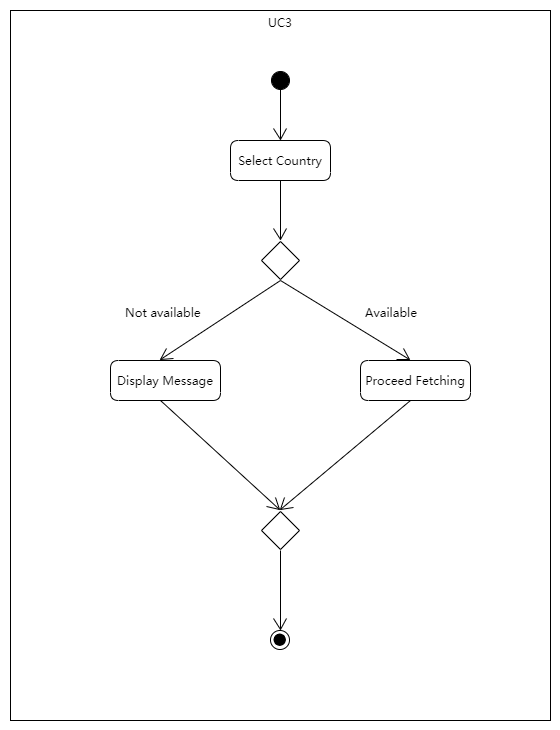 UC3
Select Country
Not available
Available
Display Message
Proceed Fetching